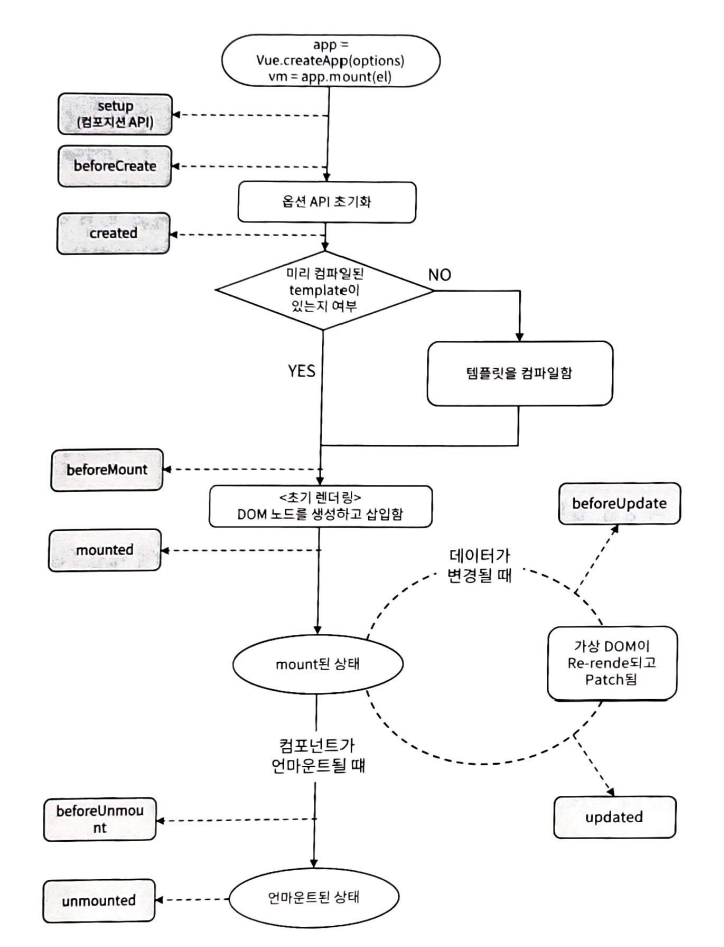 app =
Vue.createApp(options)
vm = app.mount(el)
setup
(컴포지션 API)
beforeCreate
옵션 API 초기화
created
미리 컴파일된
template이
있는지 여부
NO
YES
템플릿을 컴파일함
beforeMount
<초기 렌더링>
DOM 노드를 생성하고 삽입함
beforeUpdate
mounted
데이터가
변경될 때
mount된 상태
가상 DOM이
Re-rende되고
Patch됨
컴포넌트가
언마운트될 떄
beforeUnmou
nt
updated
unmounted
언마운트된 상태